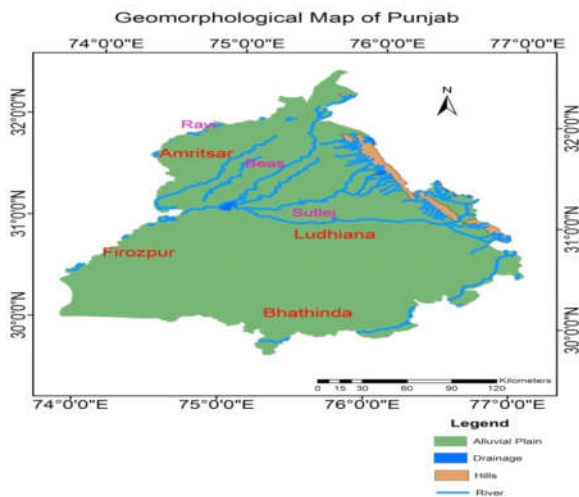 Geomorphological Map of Punjab
74°0'0"E 75°0'0"E 76°0'0"E 77°0'0"E
N
32°0'0"N 32°0'0"N
Ravi
Amritsar
Beas
31°0'0"N 31°0'0"N
Sutlej
Ludhiana
Firozpur
Bhathinda
30°0'0"N 30°0'0"N
Kilometers
0 15 30 60 90 120
74°0'0"E 75°0'0"E 76°0'0"E 77°0'0"E
Legend
Alluvial Plain
Drainage
Hills
River